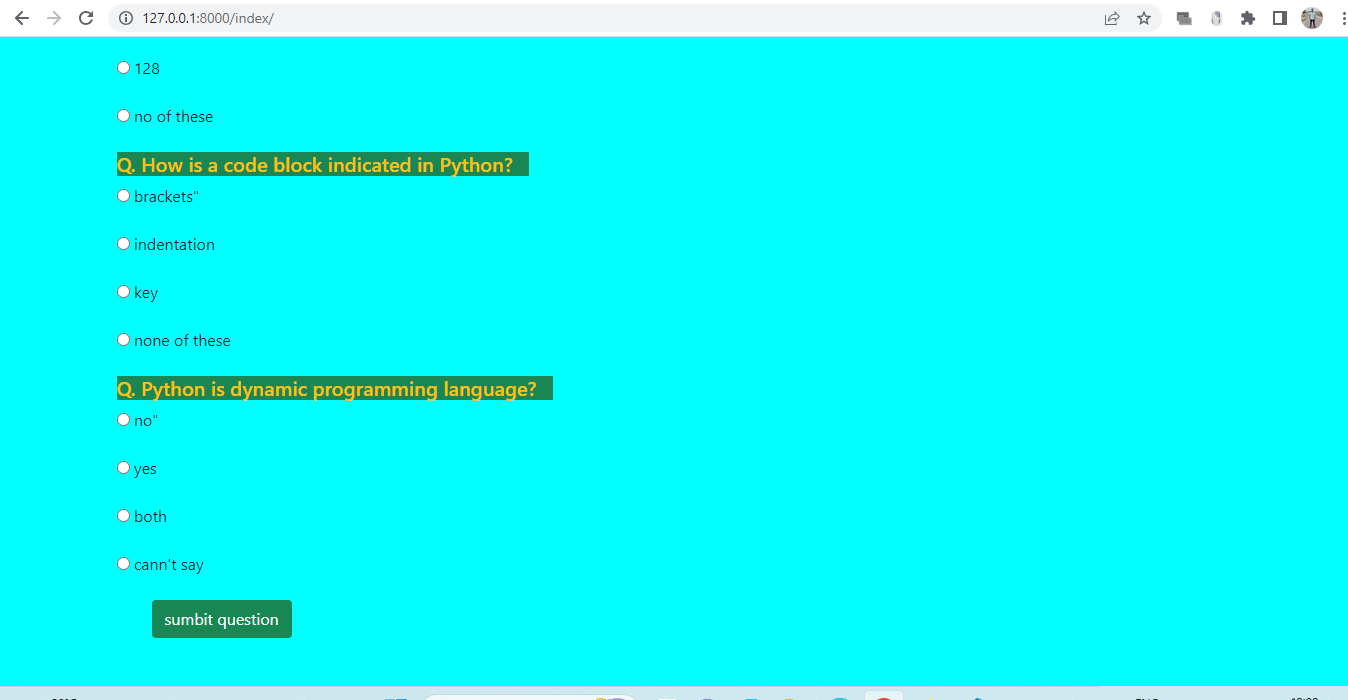 127.0.0.1:8000/index/
128
no of these
Q. How is a code block indicated in Python?
brackets"
indentation
key
none of these
Q. Python is dynamic programming language?
no"
yes
both
cann't say
sumbit question